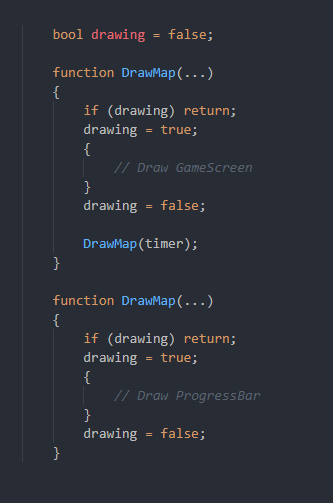 bool drawing = false;
function DrawMap(...)
{
if (drawing) return;
drawing = true;
{
// Draw GameScreen
}
drawing = false;
DrawMap(timer);
}
function DrawMap(...)
{
if (drawing) return;
drawing = true;
{
// Draw ProgressBar
}
drawing = false;
}